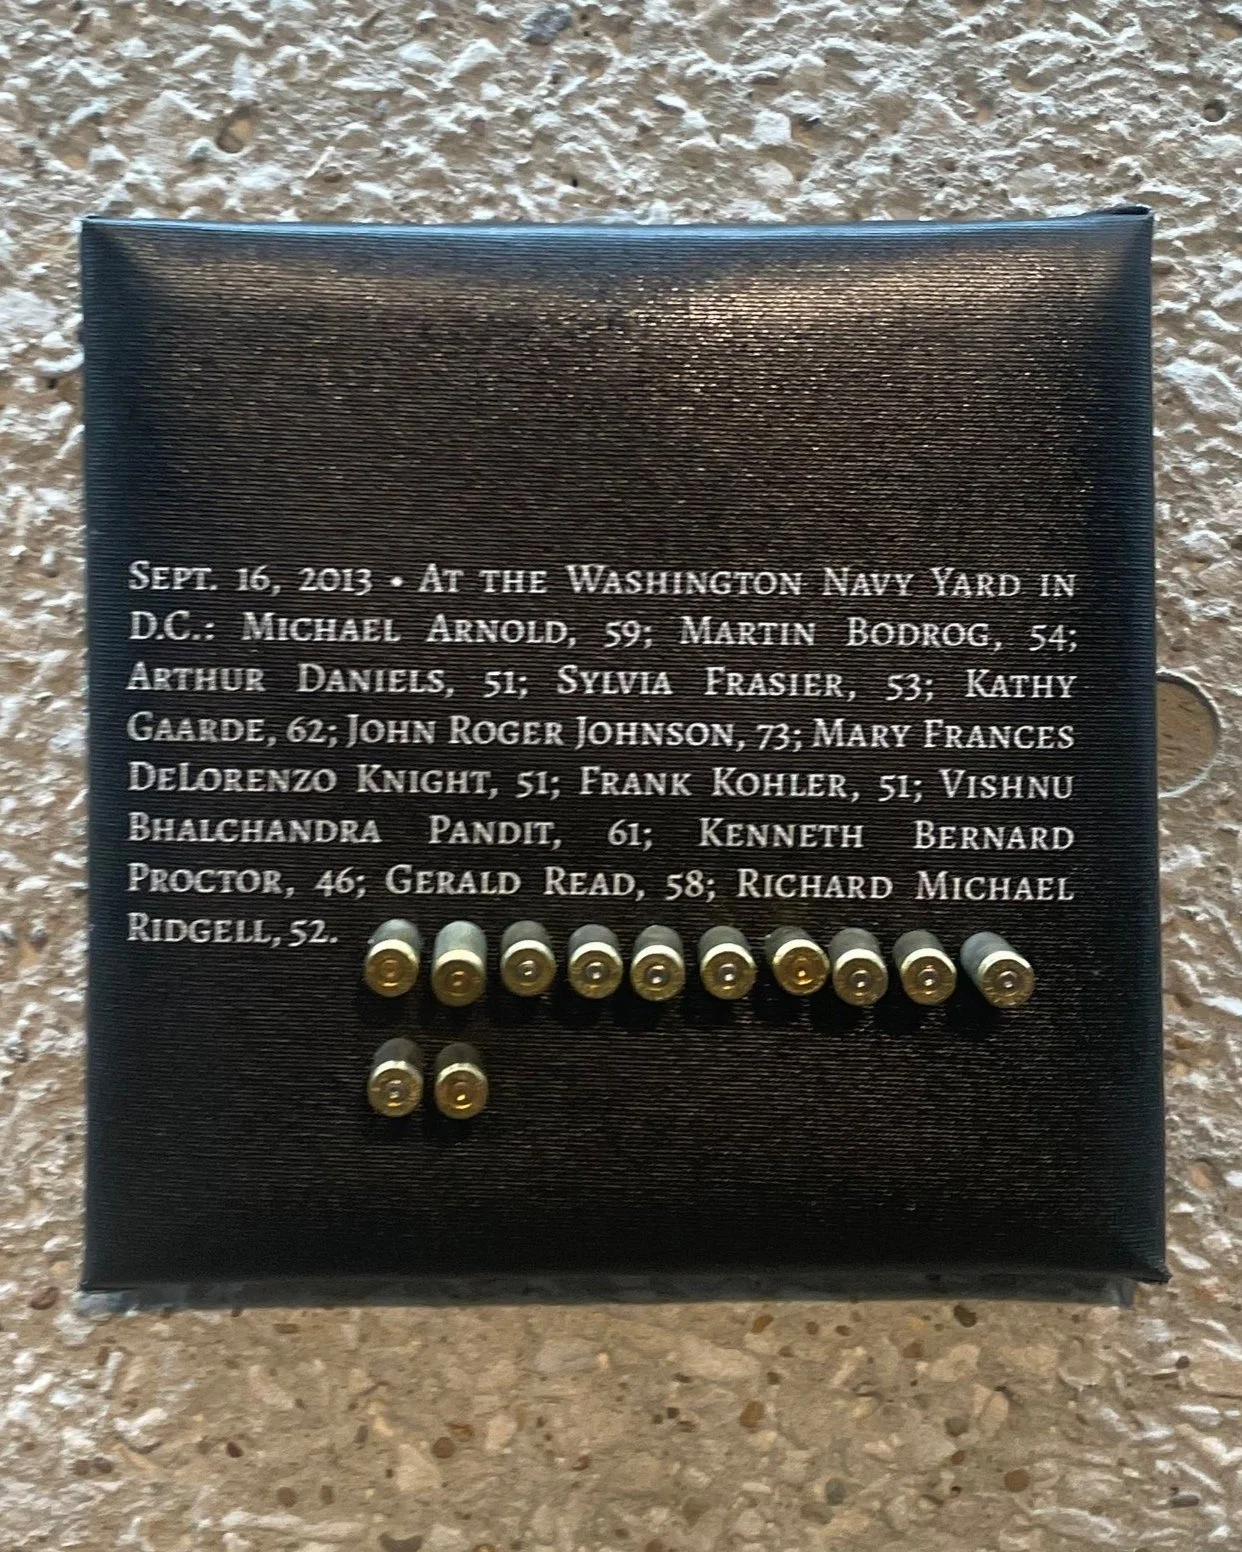 Sept. 16, 2013 • At the Washington Navy Yard in
D.C.: Michael Arnold, 59; Martin Bodrog, 54;
Arthur Daniels, 51; Sylvia Frasier, 53; Kathy
Gaarde, 62; John Roger Johnson, 73; Mary Frances
DeLorenzo Knight, 51; Frank Kohler, 51; Vishnu
Bhalchandra Pandit, 61; Kenneth Bernard
Proctor, 46; Gerald Read, 58; Richard Michael
Ridgell, 52.